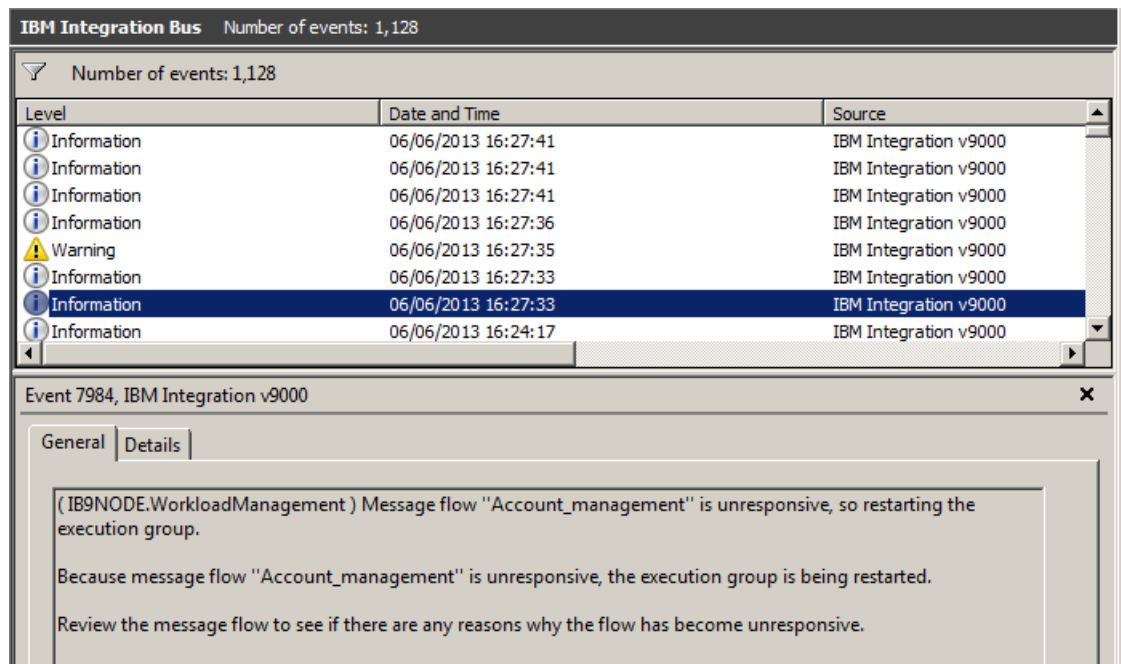 IBM Integration Bus Number of events: 1,128
Number of events: 1,128
Level Date and Time Source
Information 06/06/2013 16:27:41 IBM Integration v9000
Information 06/06/2013 16:27:41 IBM Integration v9000
Information 06/06/2013 16:27:41 IBM Integration v9000
Information 06/06/2013 16:27:36 IBM Integration v9000
Warning 06/06/2013 16:27:35 IBM Integration v9000
Information 06/06/2013 16:27:33 IBM Integration v9000
Information 06/06/2013 16:27:33 IBM Integration v9000
Information 06/06/2013 16:24:17 IBM Integration v9000
Event 7984, IBM Integration v9000
General Details
( IB9NODE.WorkloadManagement ) Message flow ''Account_management'' is unresponsive, so restarting the
execution group.
Because message flow ''Account_management'' is unresponsive, the execution group is being restarted.
Review the message flow to see if there are any reasons why the flow has become unresponsive.